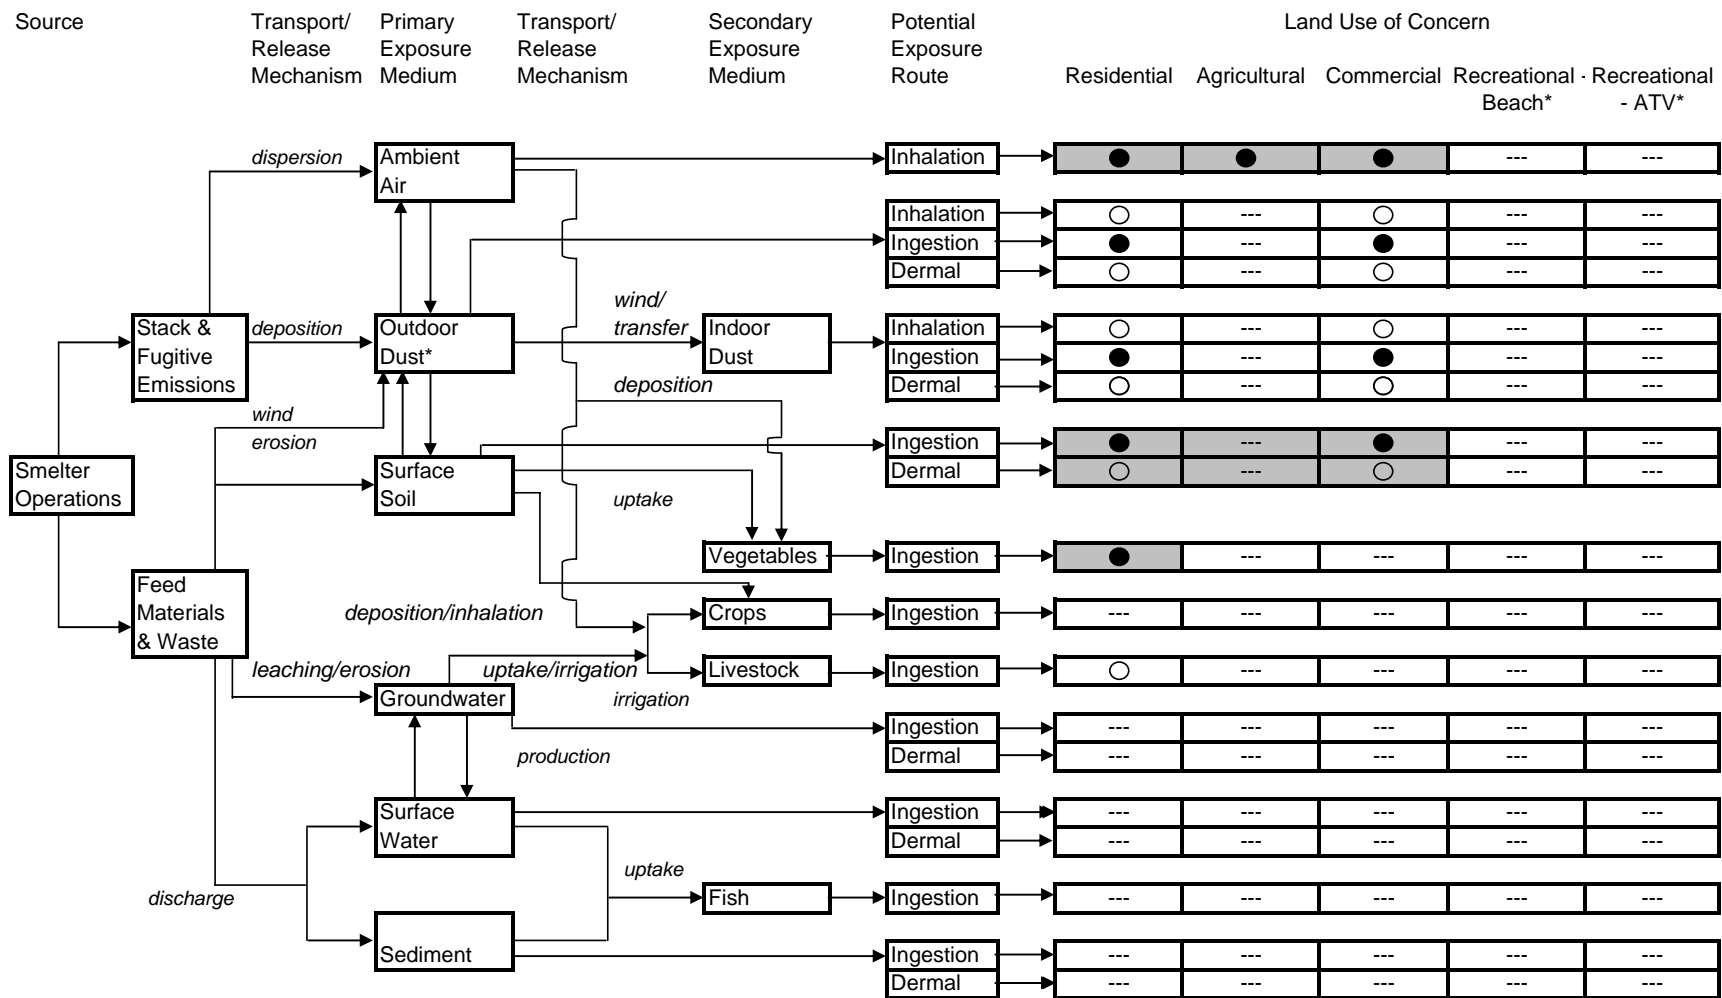 Source
Transport/
Release
Mechanism
Primary
Exposure
Medium
Transport/
Release
Mechanism
Secondary
Exposure
Medium
Potential
Exposure
Route
Land Use of Concern
Residential
Agricultural
Commercial
Recreational -
Beach*
Recreational
- ATV*
dispersion
Ambient
Air
Inhalation
● ● ● --- ---
Inhalation
○ --- ○ --- ---
Ingestion
● --- ● --- ---
Dermal
○ --- ○ --- ---
Stack &
Fugitive
Emissions
deposition
Outdoor
Dust*
wind/
transfer
Indoor
Dust
Inhalation
○ --- ○ --- ---
Ingestion
● --- ● --- ---
Dermal
○ --- ○ --- ---
deposition
wind
erosion
Smelter
Operations
Surface
Soil
Ingestion
● --- ● --- ---
Dermal
○ --- ○ --- ---
uptake
Vegetables
Ingestion
● --- --- --- ---
Feed
Materials
& Waste
deposition/inhalation
Crops
Ingestion
--- --- --- --- ---
leaching/erosion
uptake/irrigation
Livestock
Ingestion
○ --- --- --- ---
Groundwater
irrigation
Ingestion
--- --- --- --- ---
Dermal
--- --- --- --- ---
production
Surface
Water
Ingestion
--- --- --- --- ---
Dermal
--- --- --- --- ---
uptake
discharge
Fish
Ingestion
--- --- --- --- ---
Sediment
Ingestion
--- --- --- --- ---
Dermal
--- --- --- --- ---